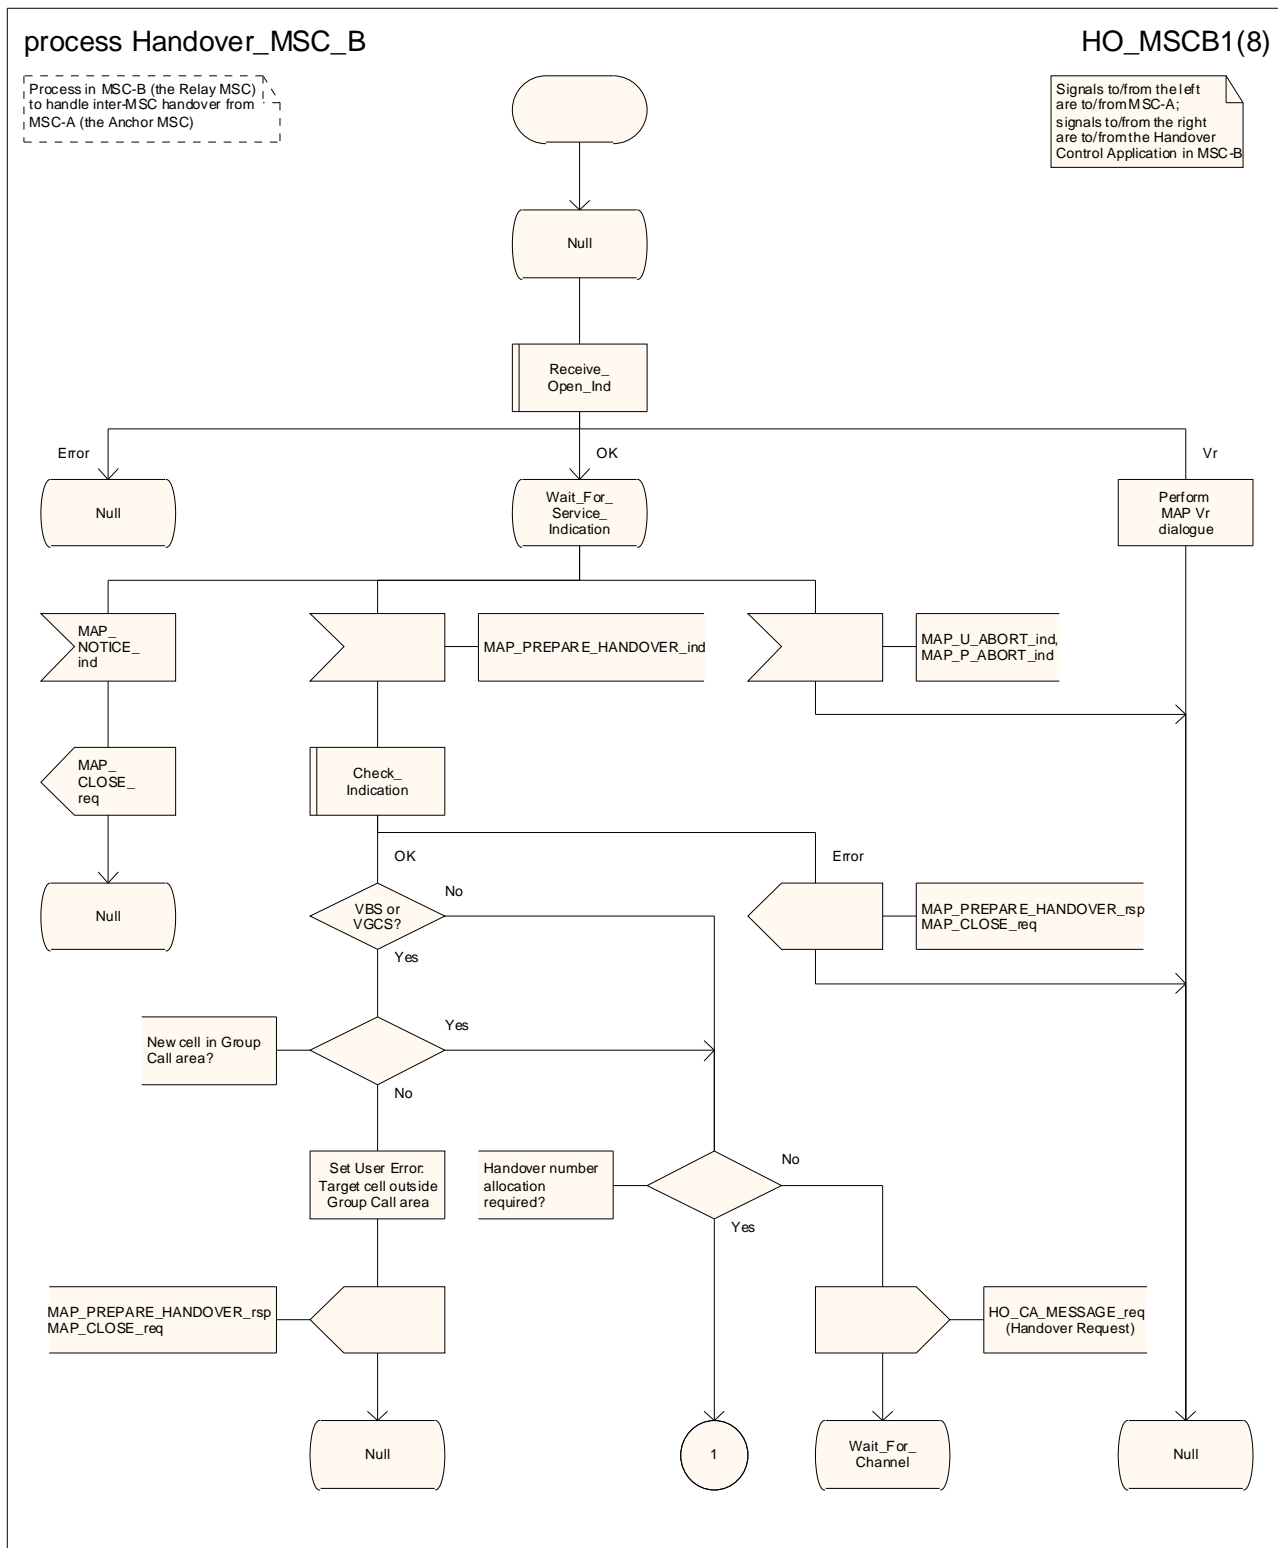 process Handover_MSC_B
HO_MSCB1(8)
Process in MSC-B (the Relay MSC)
to handle inter-MSC handover from
MSC-A (the Anchor MSC)
Signals to/from the left
are to/from MSC-A;
signals to/from the right
are to/from the Handover
Control Application in MSC-B
Null
Receive_
Open_Ind
Error
OK
Vr
Null
Wait_For_
Service_
Indication
Perform
MAP Vr
dialogue
MAP_
NOTICE_
ind
MAP_PREPARE_HANDOVER_ind
MAP_U_ABORT_ind,
MAP_P_ABORT_ind
MAP_
CLOSE_
req
Check_
Indication
OK
Error
Null
VBS or
VGCS?
No
Yes
MAP_PREPARE_HANDOVER_rsp
MAP_CLOSE_req
New cell in Group
Call area?
Yes
No
Set User Error:
Target cell outside
Group Call area
Handover number
allocation
required?
No
Yes
MAP_PREPARE_HANDOVER_rsp
MAP_CLOSE_req
HO_CA_MESSAGE_req
(Handover Request)
Null
1
Wait_For_
Channel
Null